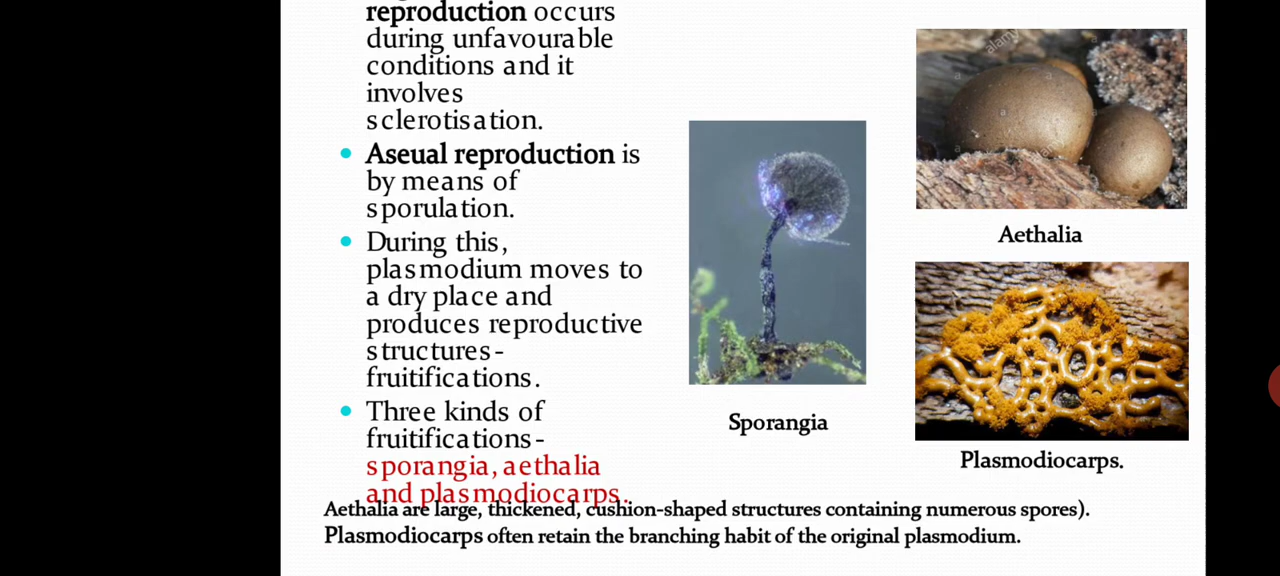 reproduction occurs
during unfavourable
conditions and it
involves
sclerotisation.
Aseual reproduction is
by means of
sporulation.
During this,
plasmodium moves to
a dry place and
produces reproductive
structures-
fruitifications.
Three kinds of
fruitifications-
sporangia, aethalia
and plasmodiocarps.
alamy
a
a
a
a
Aethalia
Sporangia
Plasmodiocarps.
Aethalia are large, thickened, cushion-shaped structures containing numerous spores).
Plasmodiocarps often retain the branching habit of the original plasmodium.